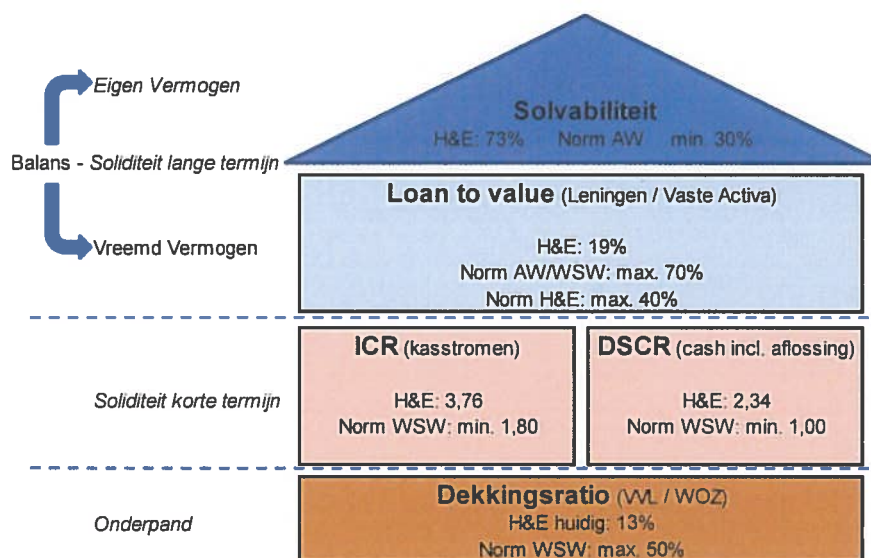 Eigen Vermogen
Solvabiliteit
H&E: 73% Norm AW min. 30%
Balans - Soliditeit lange termijn
Loan to value (Leningen / Vaste Activa)
Vreemd Vermogen
H&E: 19%
Norm AW/WSW: max. 70%
Norm H&E: max. 40%
ICR (kasstromen)
DSCR (cash incl. aflossing)
Soliditeit korte termijn
H&E: 3,76
Norm WSW: min. 1,80
H&E: 2,34
Norm WSW: min. 1,00
Dekkingsratio (VVL / WOZ)
Onderpand
H&E huidig: 13%
Norm WSW: max. 50%